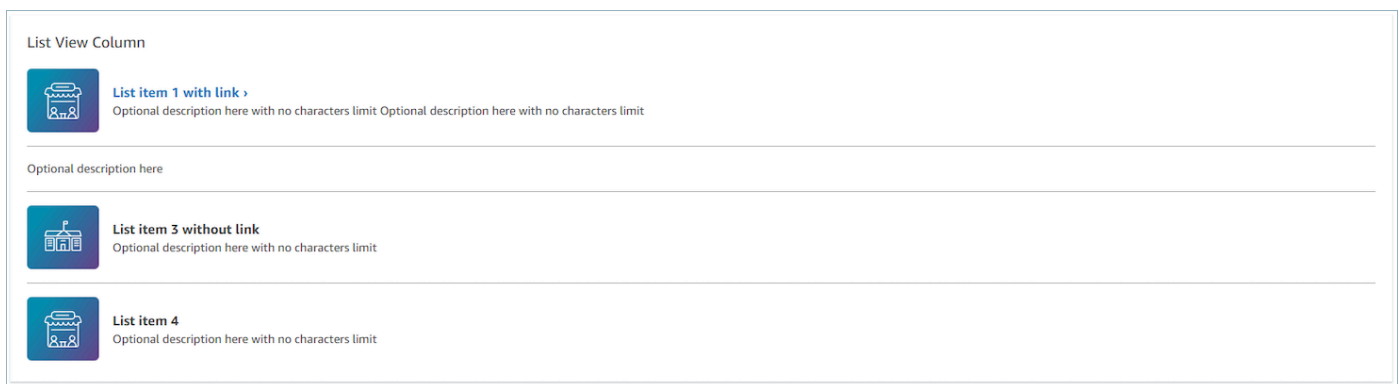 List View Column
List item 1 with link ›
Optional description here with no characters limit Optional description here with no characters limit
Optional description here
List item 3 without link
Optional description here with no characters limit
List item 4
Optional description here with no characters limit